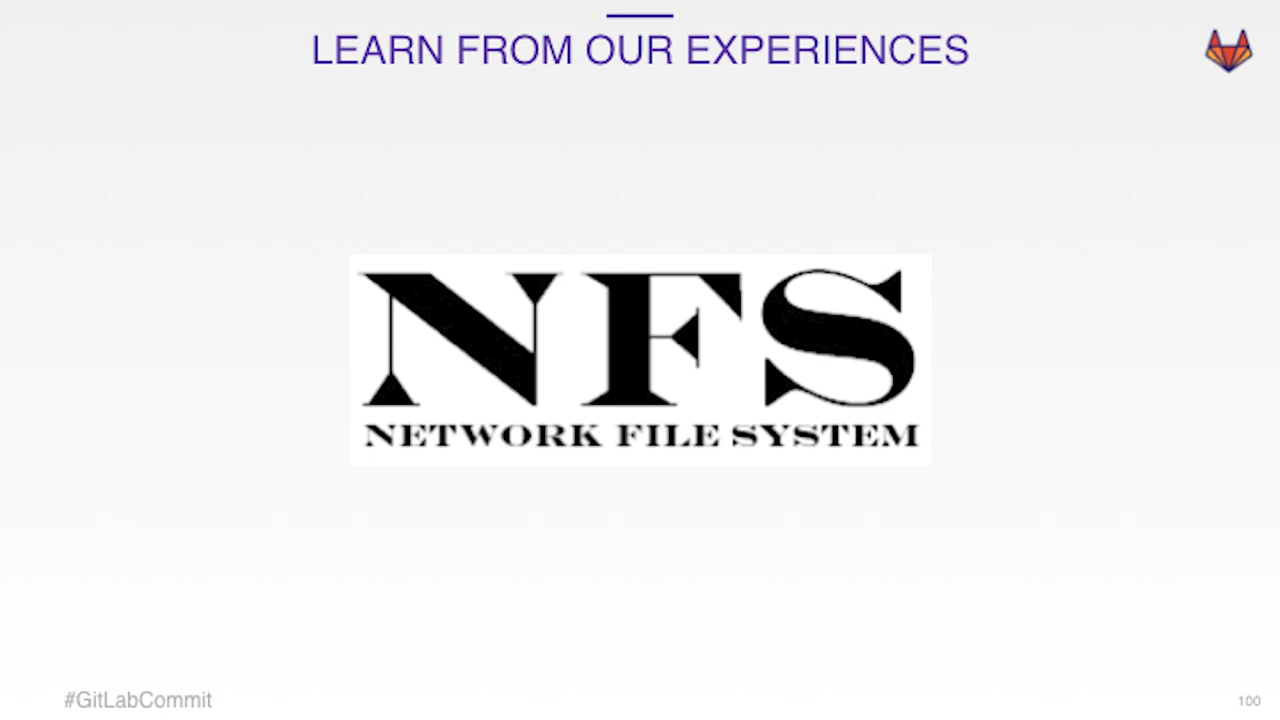 LEARN FROM OUR EXPERIENCES
NFS
NETWORK FILE SYSTEM
#GitLabCommit
100